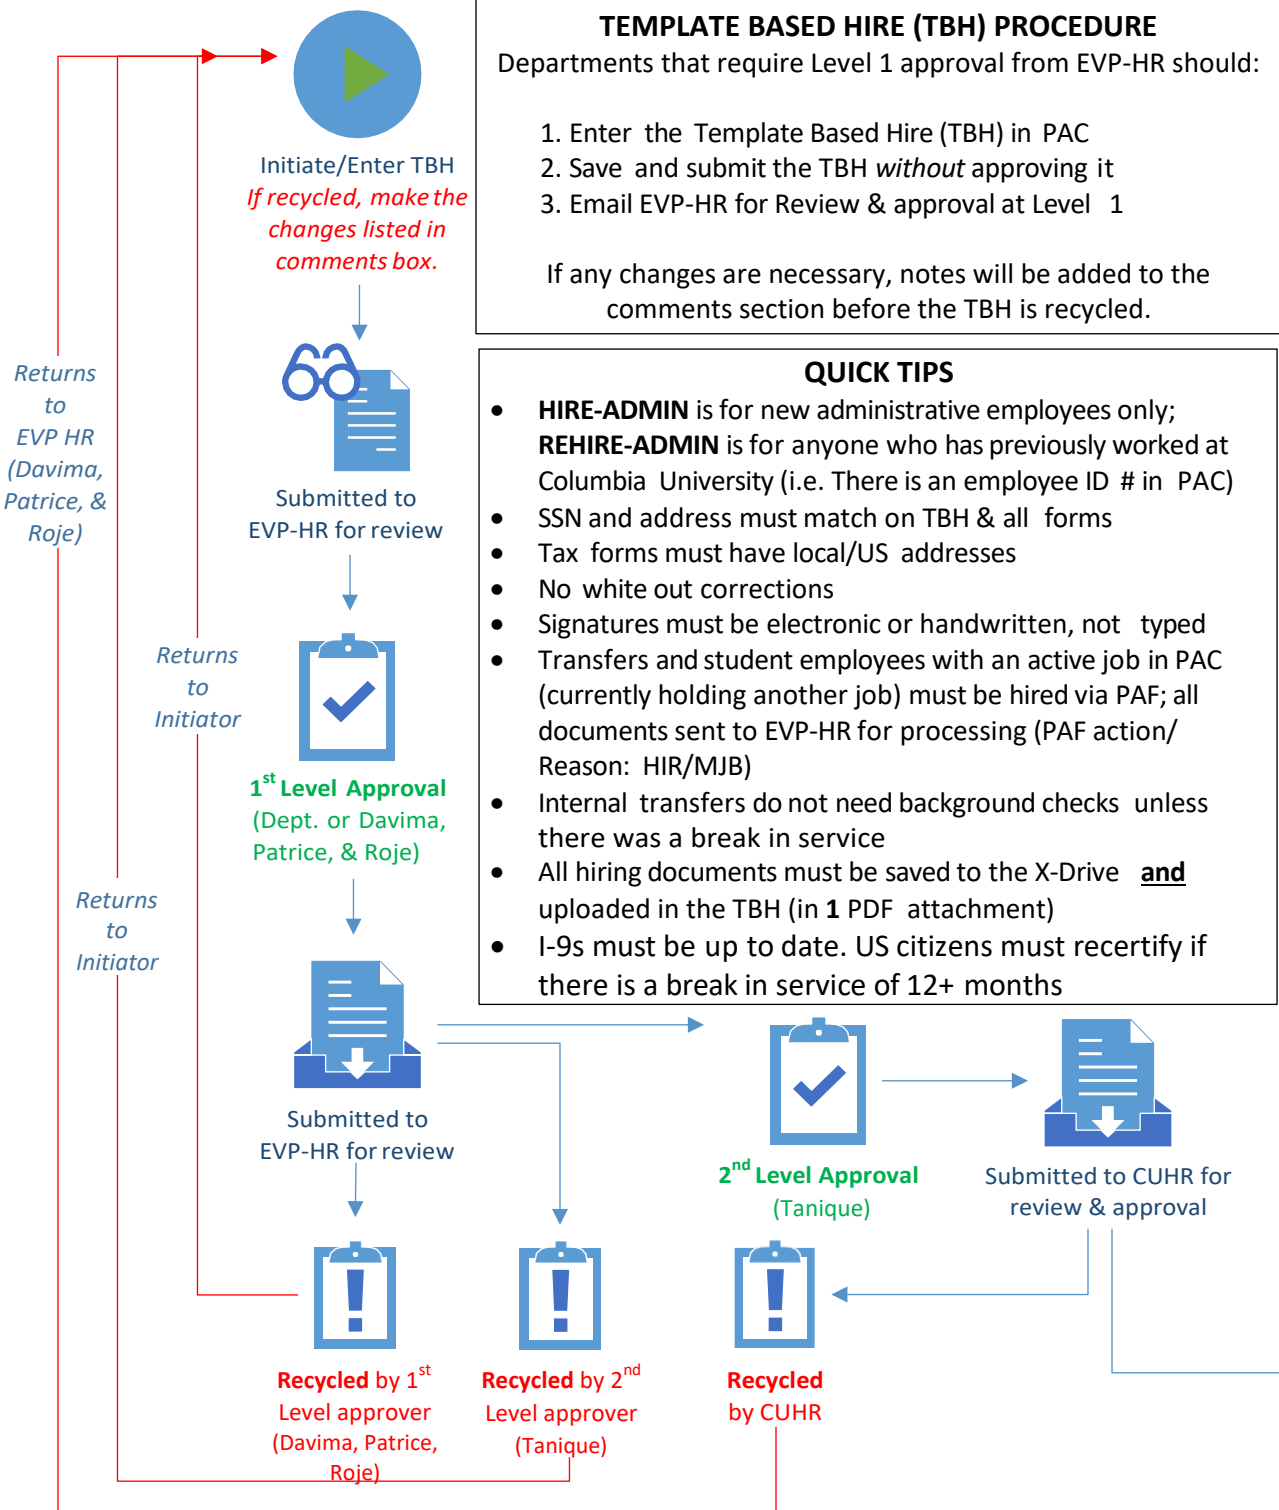 TEMPLATE BASED HIRE (TBH) PROCEDURE
Departments that require Level 1 approval from EVP-HR should:
1. Enter the Template Based Hire (TBH) in PAC
2. Save and submit the TBH without approving it
3. Email EVP-HR for Review & approval at Level 1
If any changes are necessary, notes will be added to the
comments section before the TBH is recycled.
Initiate/Enter TBH
If recycled, make the
changes listed in
comments box.
QUICK TIPS
• HIRE-ADMIN is for new administrative employees only;
REHIRE-ADMIN is for anyone who has previously worked at
Columbia University (i.e. There is an employee ID # in PAC)
• SSN and address must match on TBH & all forms
• Tax forms must have local/US addresses
• No white out corrections
• Signatures must be electronic or handwritten, not typed
• Transfers and student employees with an active job in PAC
(currently holding another job) must be hired via PAF; all
documents sent to EVP-HR for processing (PAF action/
Reason: HIR/MJB)
• Internal transfers do not need background checks unless
there was a break in service
• All hiring documents must be saved to the X-Drive and
uploaded in the TBH (in 1 PDF attachment)
• I-9s must be up to date. US citizens must recertify if
there is a break in service of 12+ months
Returns
to
EVP HR
(Davima,
Patrice, &
Roje)
Submitted to
EVP-HR for review
Returns
to
Initiator
1st Level Approval
(Dept. or Davima,
Patrice, & Roje)
Returns
to
Initiator
Submitted to
EVP-HR for review
2nd Level Approval
(Tanique)
Submitted to CUHR for
review & approval
Recycled by 1st
Level approver
(Davima, Patrice,
Roje)
Recycled by 2nd
Level approver
(Tanique)
Recycled
by CUHR